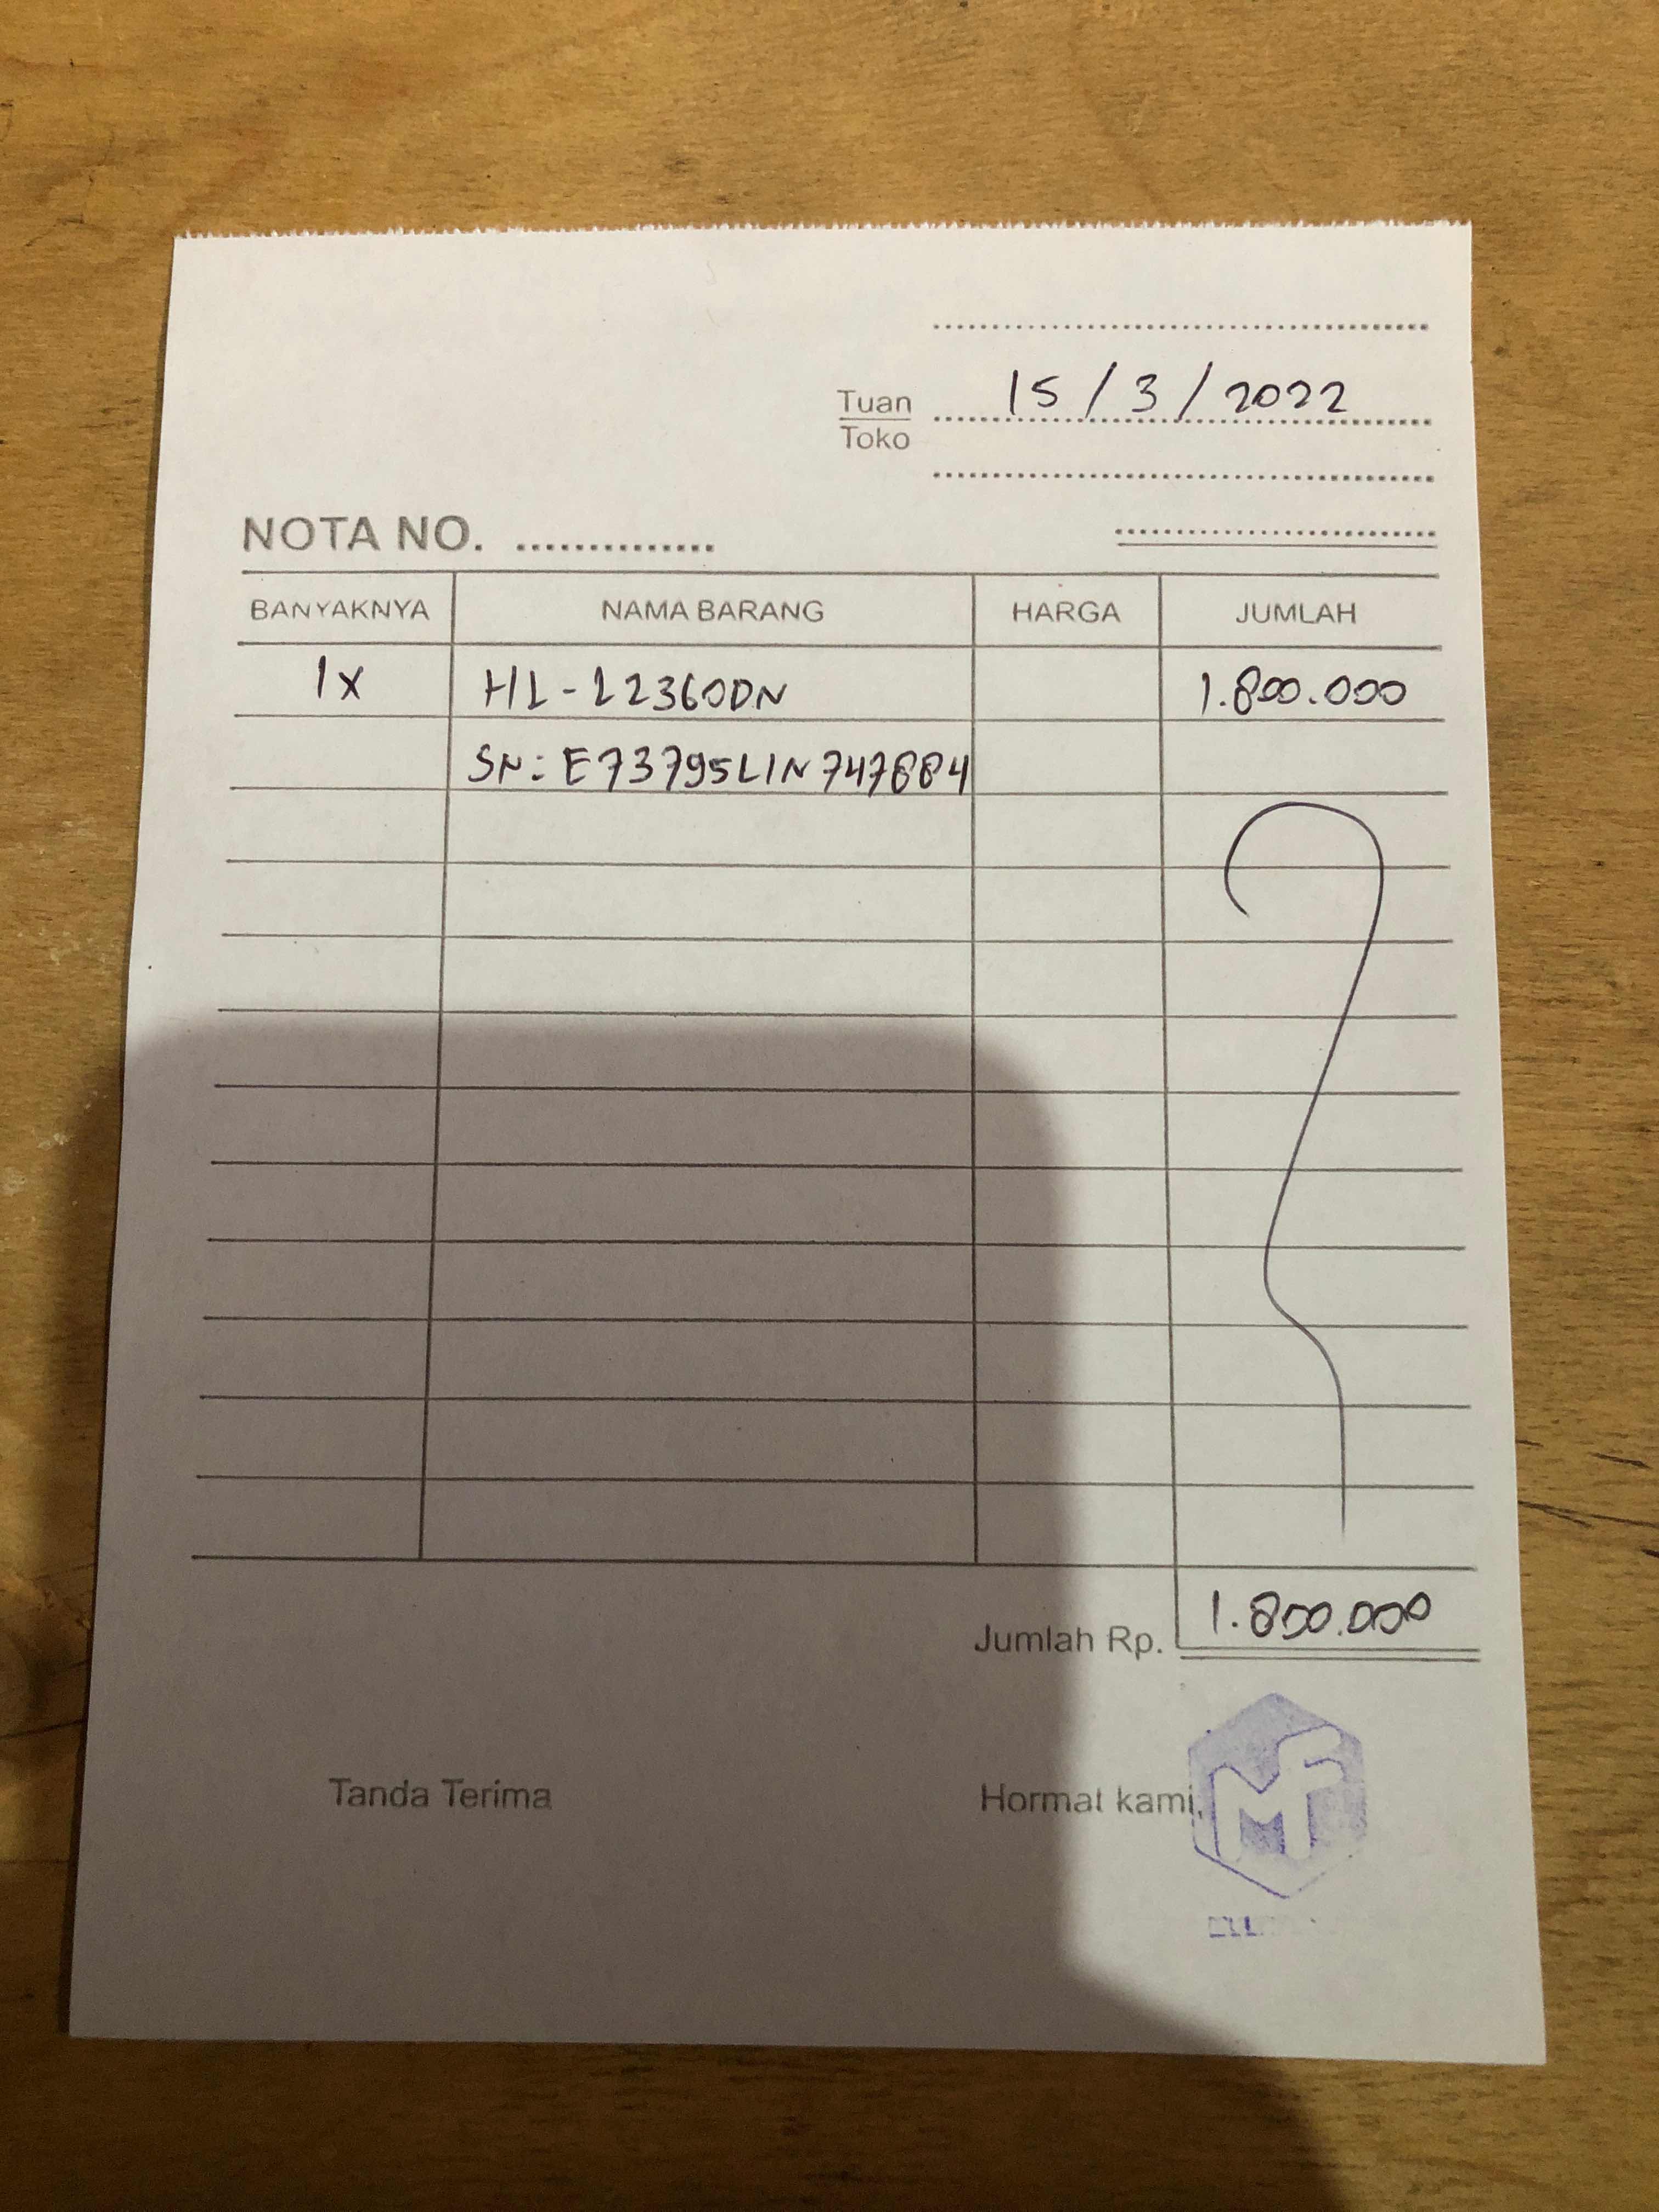 15/3/2022
Tuan
Toko
NOTA NO. ..............
BANYAKNYA NAMA BARANG HARGA JUMLAH
1x HL-L2360DN 1.800.000
SN: E73795L1N747884
Jumlah Rp. 1.800.000
Tanda Terima Hormat kami,
MF